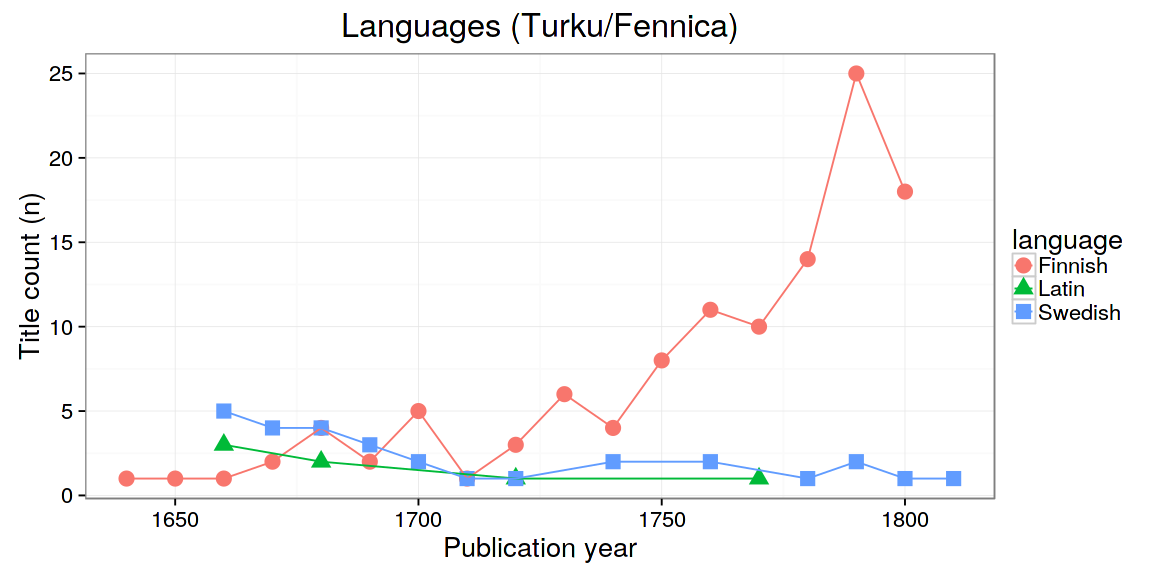 Languages (Turku/Fennica)
Title count (n)
25
20
15
10
5
0
1650 1700 1750 1800
Publication year
language
Finnish
Latin
Swedish